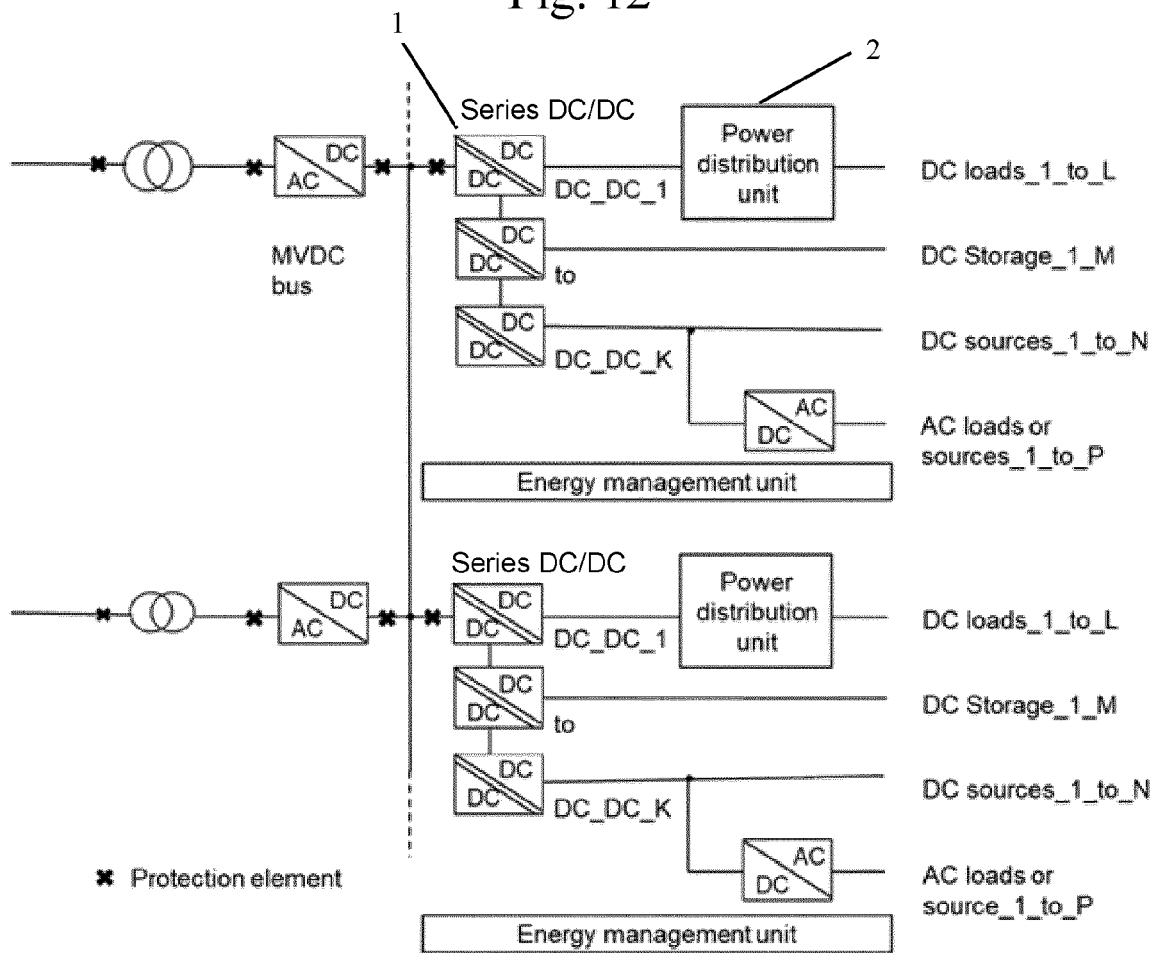 Fig. 12
1
2
Series DC/DC
DC
AC
DC
DC
DC_DC_1
Power
distribution
unit
DC loads_1_to_L
MVDC
bus
DC
DC
to
DC Storage_1_M
DC
DC
DC_DC_K
DC sources_1_to_N
AC
DC
AC loads or
sources_1_to_P
Energy management unit
Series DC/DC
DC
AC
DC
DC
DC_DC_1
Power
distribution
unit
DC loads_1_to_L
DC
DC
to
DC Storage_1_M
DC
DC
DC_DC_K
DC sources_1_to_N
AC
DC
AC loads or
source_1_to_P
Protection element
Energy management unit